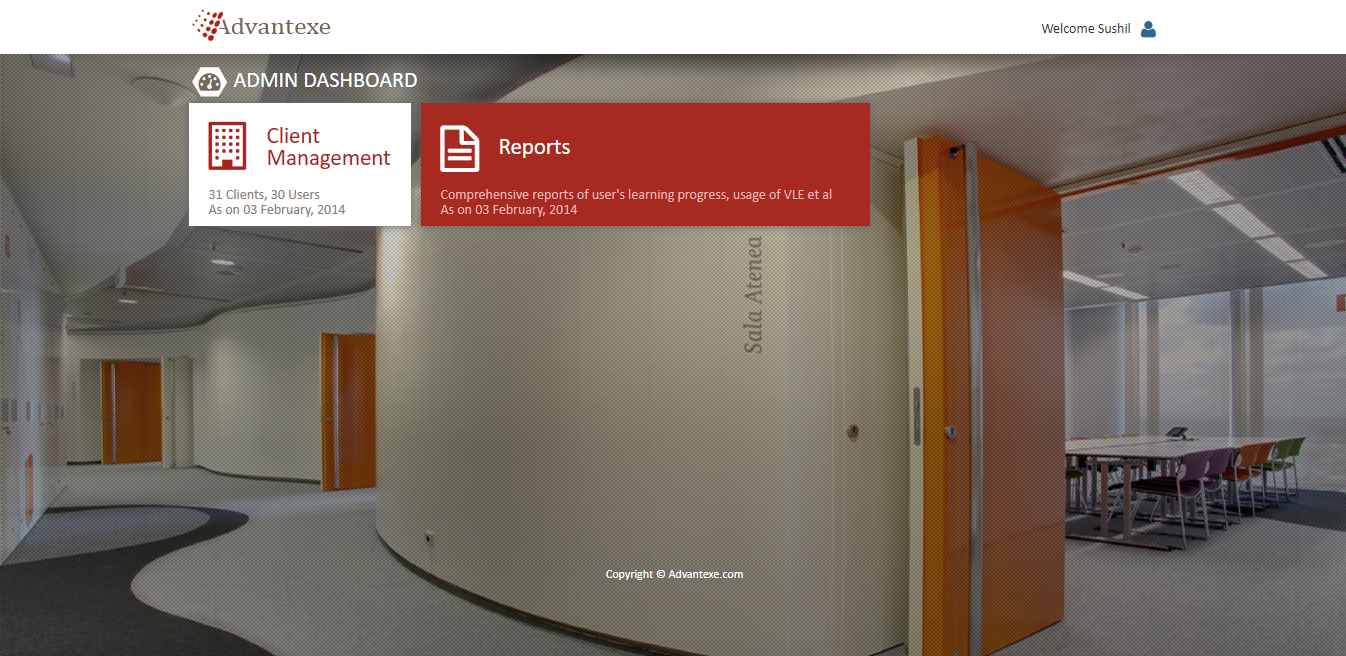 Advantexe
Welcome Sushil
ADMIN DASHBOARD
Client
Management
31 Clients, 30 Users
As on 03 February, 2014
Reports
Comprehensive reports of user's learning progress, usage of VLE et al
As on 03 February, 2014
Sala Atenea
Copyright © Advantexe.com